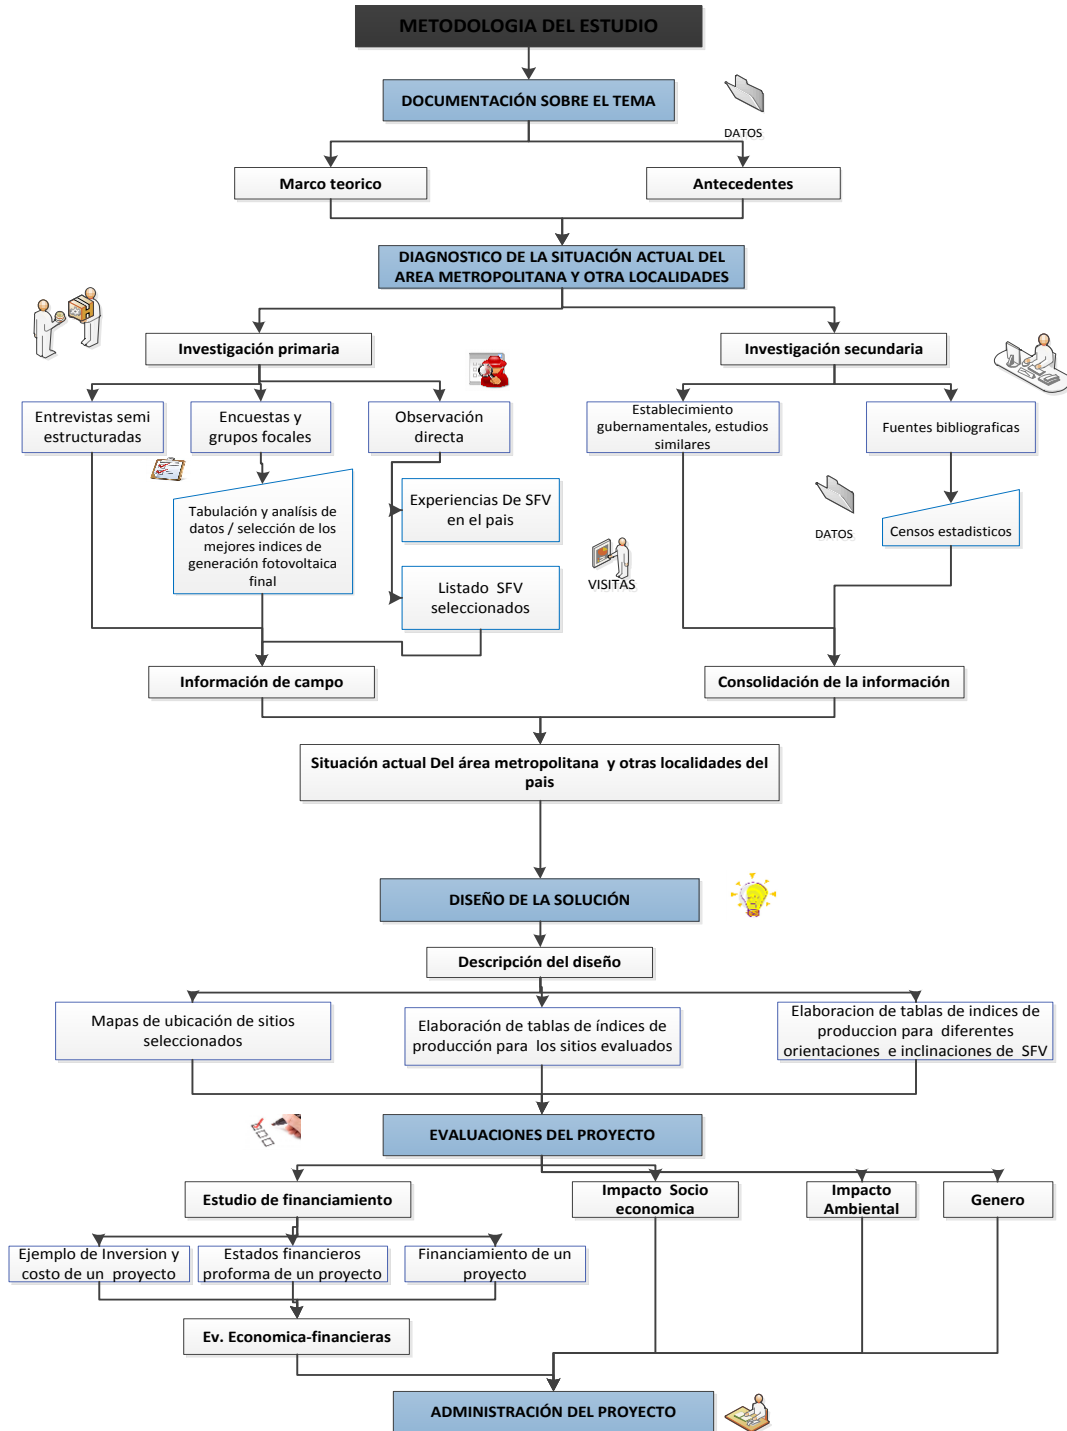 METODOLOGIA DEL ESTUDIO
DOCUMENTACIÓN SOBRE EL TEMA
DATOS
Marco teorico
Antecedentes
DIAGNOSTICO DE LA SITUACIÓN ACTUAL DEL
AREA METROPOLITANA Y OTRA LOCALIDADES
Investigación primaria
Investigación secundaria
Entrevistas semi
estructuradas
Encuestas y
grupos focales
Observación
directa
Establecimiento
gubernamentales, estudios
similares
Fuentes bibliograficas
Tabulación y analísis de
datos / selección de los
mejores indices de
generación fotovoltaica
final
Experiencias De SFV
en el pais
DATOS
Censos estadisticos
VISITAS
Listado SFV
seleccionados
Información de campo
Consolidación de la información
Situación actual Del área metropolitana y otras localidades del
pais
DISEÑO DE LA SOLUCIÓN
Descripción del diseño
Mapas de ubicación de sitios
seleccionados
Elaboración de tablas de índices de
producción para los sitios evaluados
Elaboracion de tablas de indices de
produccion para diferentes
orientaciones e inclinaciones de SFV
EVALUACIONES DEL PROYECTO
Estudio de financiamiento
Impacto Socio
economica
Impacto
Ambiental
Genero
Ejemplo de Inversion y
costo de un proyecto
Estados financieros
proforma de un proyecto
Financiamiento de un
proyecto
Ev. Economica-financieras
ADMINISTRACIÓN DEL PROYECTO